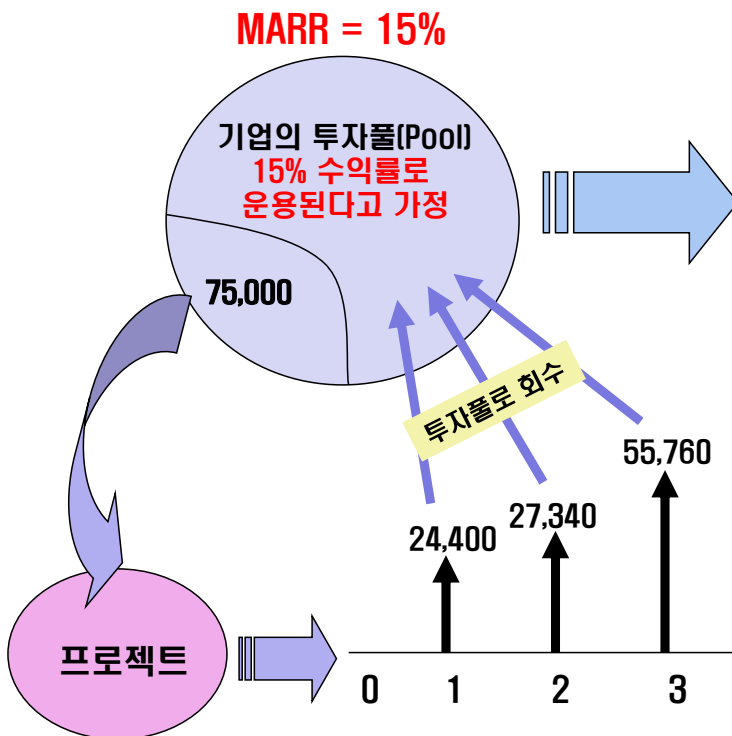 MARR = 15%
기업의 투자풀(Pool)
15% 수익률로
운용된다고 가정
75,000
투자풀로 회수
55,760
27,340
24,400
프로젝트
0 1 2 3